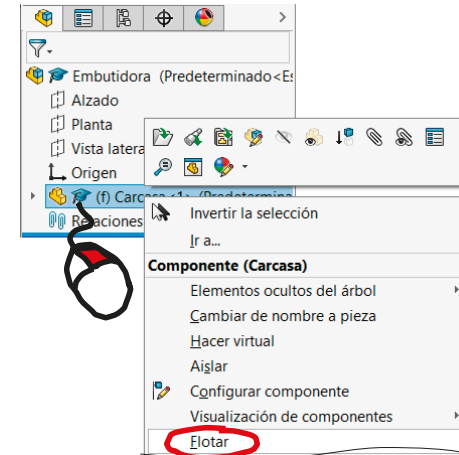 Embutidora (Predeterminado<Es
Alzado
Planta
Vista latera
Origen
(f) Carcasa <1> (Predetermina
Relaciones
Invertir la selección
Ir a...
Componente (Carcasa)
Elementos ocultos del árbol
Cambiar de nombre a pieza
Hacer virtual
Aislar
Configurar componente
Visualización de componentes
Flotar